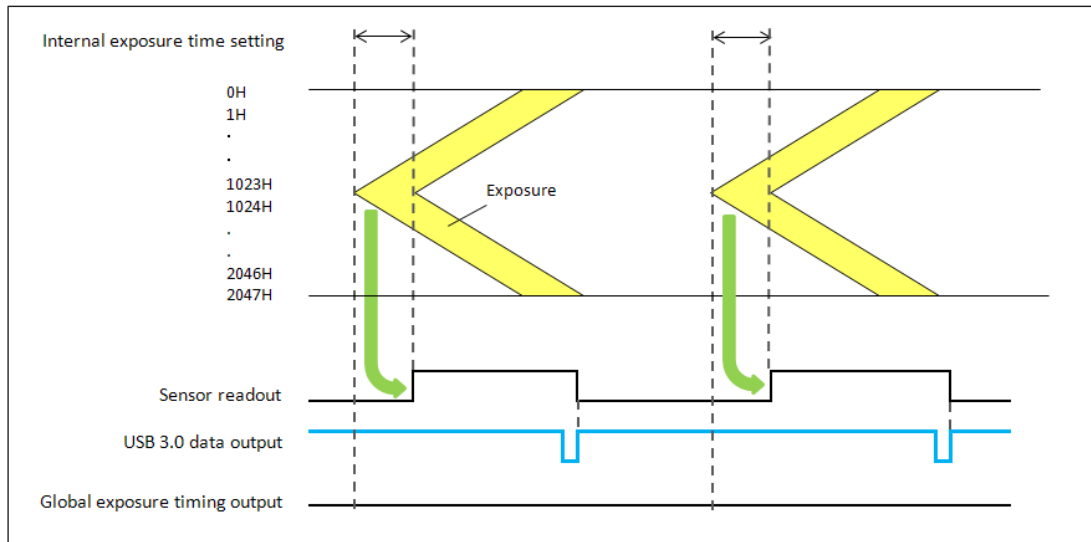 Internal exposure time setting
0H
1H
.
.
1023H
1024H
.
.
2046H
2047H
Exposure
Sensor readout
USB 3.0 data output
Global exposure timing output